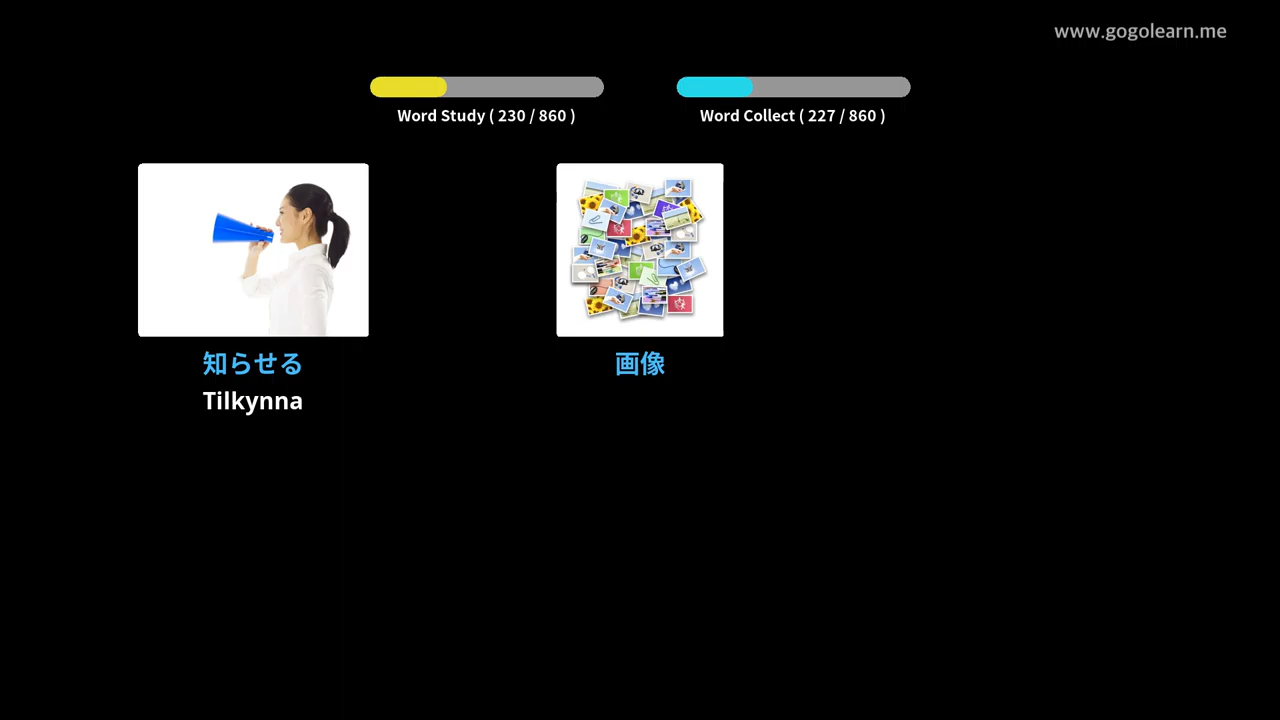 www.gogolearn.me
Word Study ( 230 / 860 )
Word Collect ( 227 / 860 )
知らせる
Tilkynna
画像